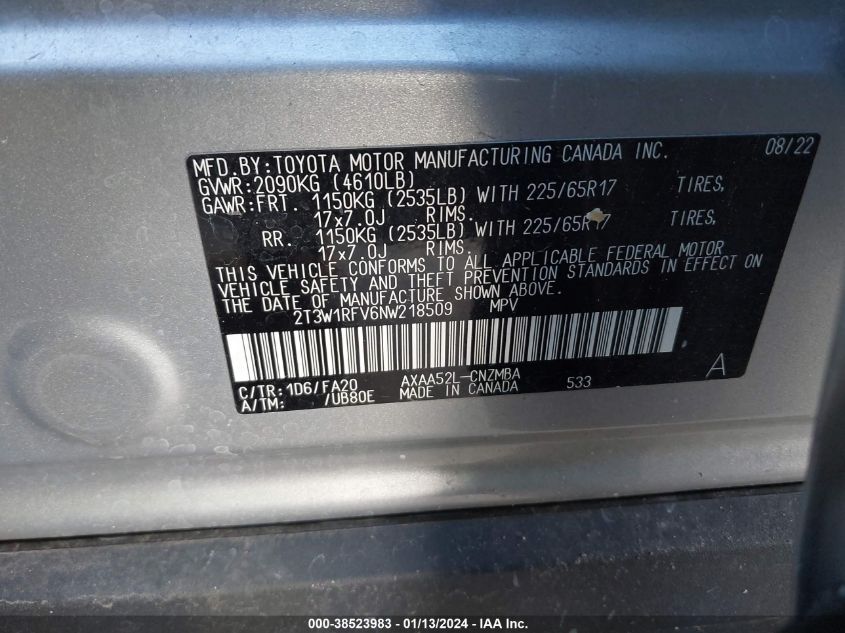 MFD.BY:TOYOTA MOTOR MANUFACTURING CANADA INC. 08/22
GVWR:2090KG (4610LB)
GAWR:FRT. 1150KG (2535LB) WITH 225/65R17 TIRES,
17x7.0J RIMS.
RR. 1150KG (2535LB) WITH 225/65R17 TIRES,
17x7.0J RIMS.
THIS VEHICLE CONFORMS TO ALL APPLICABLE FEDERAL MOTOR
VEHICLE SAFETY AND THEFT PREVENTION STANDARDS IN EFFECT ON
THE DATE OF MANUFACTURE SHOWN ABOVE.
2T3W1RFV6NW218509 MPV
C/TR:1D6/FA20 AXAA52L-CNZMBA 533 A
A/TM: /UB80E MADE IN CANADA
000-38523983 - 01/13/2024 - IAA Inc.